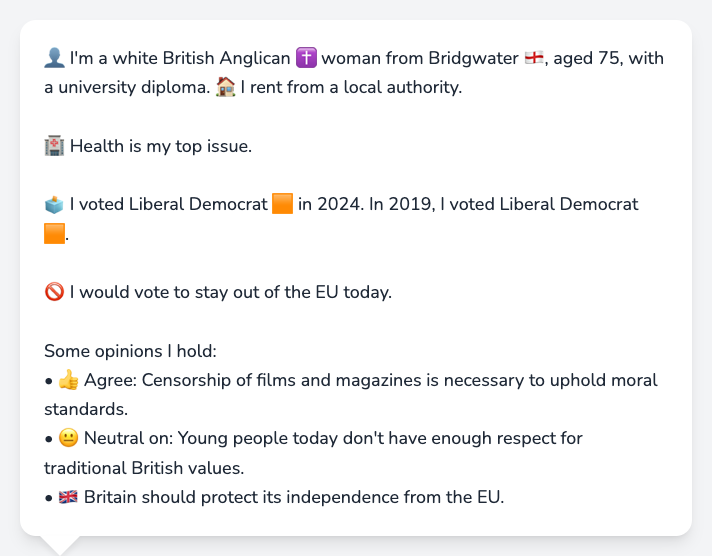 👤 I'm a white British Anglican ✝️ woman from Bridgwater 🏴󠁧󠁢󠁥󠁮󠁧󠁿, aged 75, with
a university diploma. 🏠 I rent from a local authority.
🏥 Health is my top issue.
🗳️ I voted Liberal Democrat 🟧 in 2024. In 2019, I voted Liberal Democrat
🟧.
🚫 I would vote to stay out of the EU today.
Some opinions I hold:
• 👍 Agree: Censorship of films and magazines is necessary to uphold moral
standards.
• 😐 Neutral on: Young people today don't have enough respect for
traditional British values.
• 🇬🇧 Britain should protect its independence from the EU.